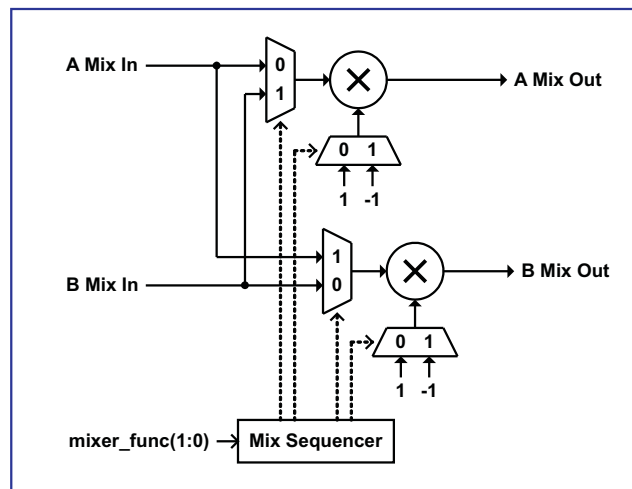 A Mix In
0
1
A Mix Out
0 1
1 -1
1
0
B Mix In
B Mix Out
0 1
1 -1
mixer_func(1:0)
Mix Sequencer